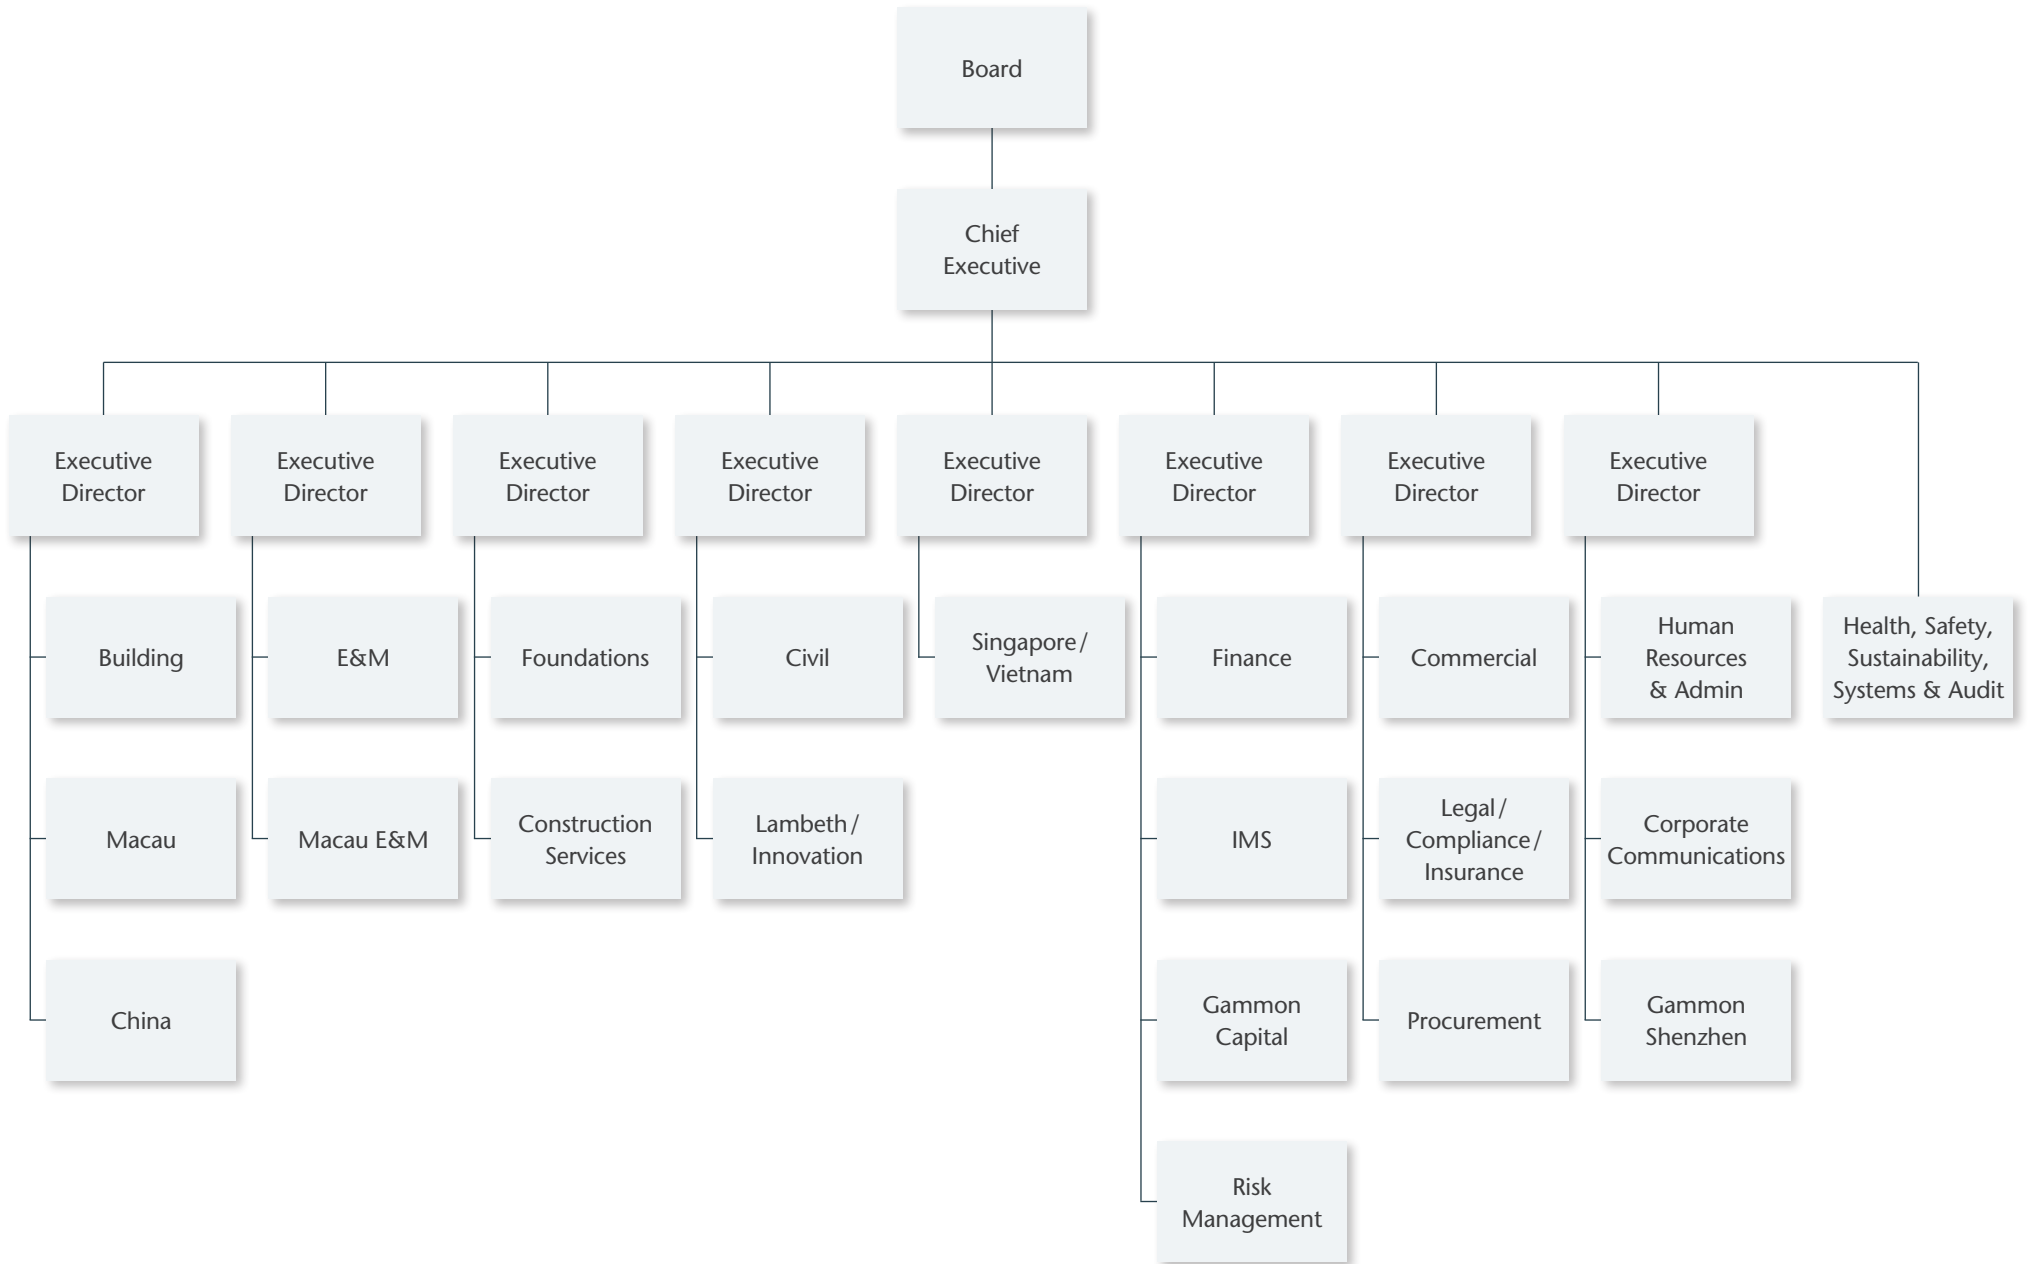 Board
Chief
Executive
Executive
Director
Executive
Director
Executive
Director
Executive
Director
Executive
Director
Executive
Director
Executive
Director
Executive
Director
Building
E&M
Foundations
Civil
Singapore/
Vietnam
Finance
Commercial
Human
Resources
& Admin
Health, Safety,
Sustainability,
Systems & Audit
Macau
Macau E&M
Construction
Services
Lambeth/
Innovation
IMS
Legal/
Compliance/
Insurance
Corporate
Communications
China
Gammon
Capital
Procurement
Gammon
Shenzhen
Risk
Management